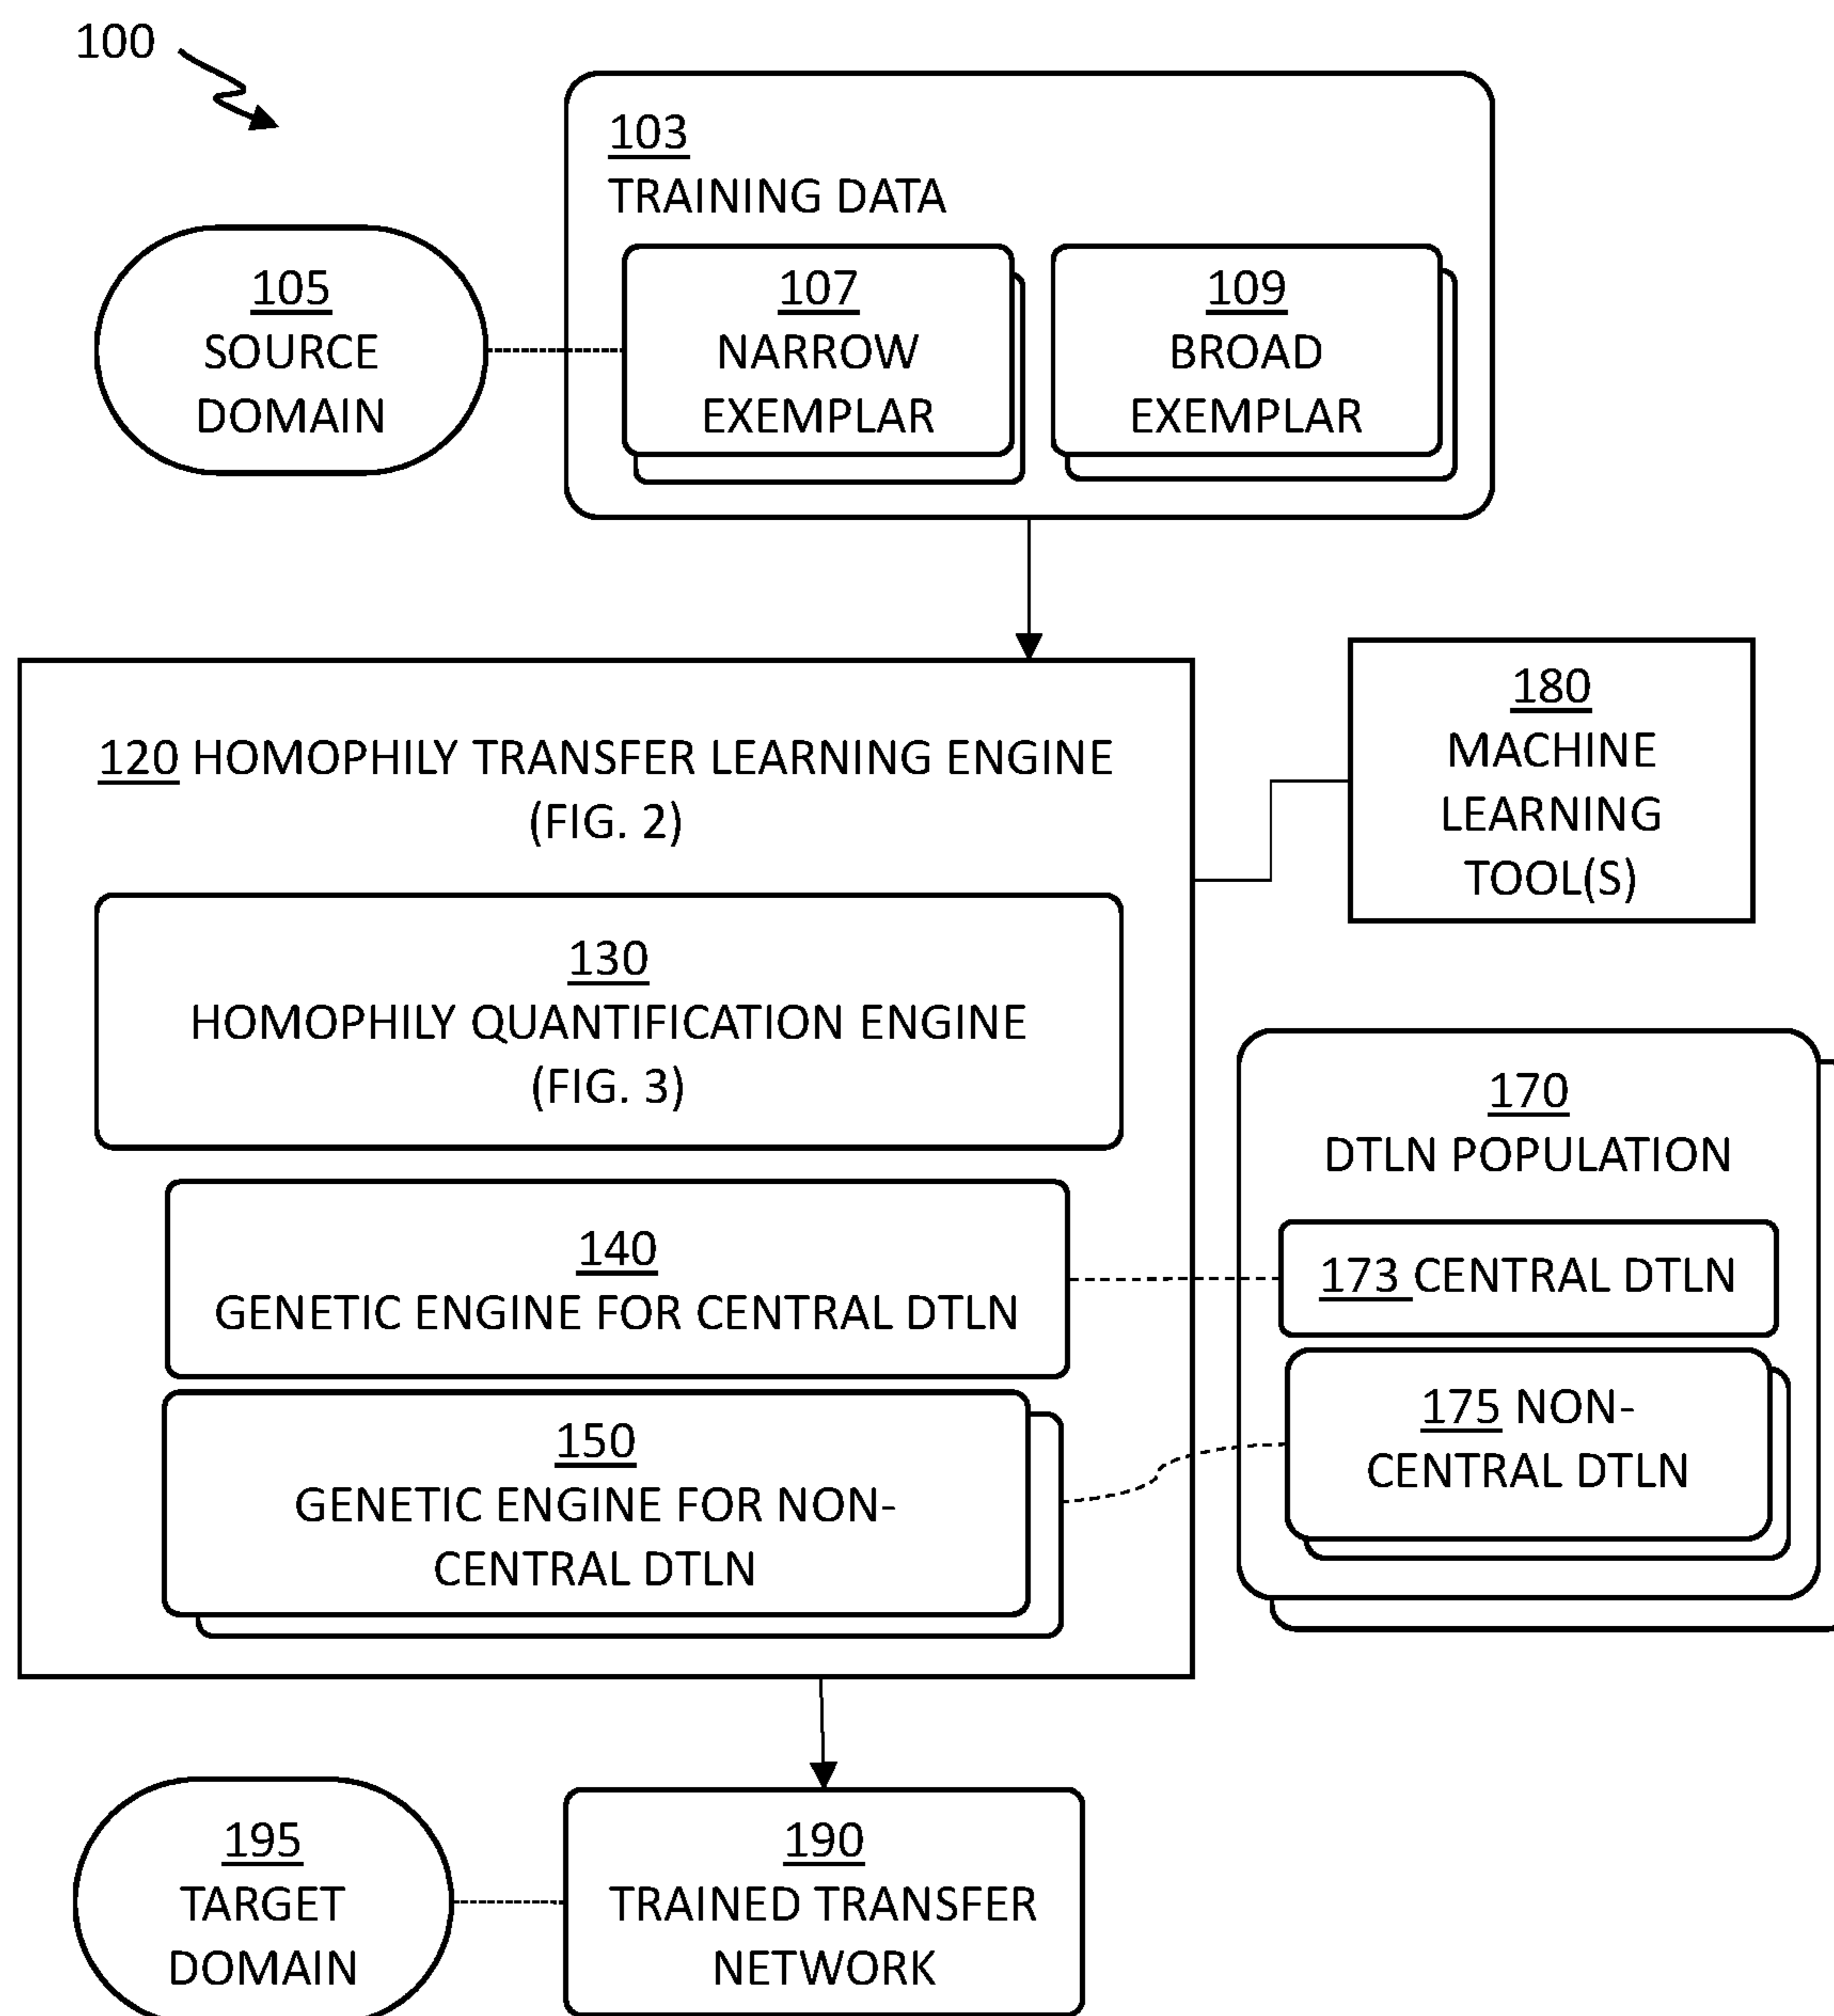 100
103
TRAINING DATA
105
SOURCE
DOMAIN
107
NARROW
EXEMPLAR
109
BROAD
EXEMPLAR
120 HOMOPHILY TRANSFER LEARNING ENGINE
(FIG. 2)
180
MACHINE
LEARNING
TOOL(S)
130
HOMOPHILY QUANTIFICATION ENGINE
(FIG. 3)
140
GENETIC ENGINE FOR CENTRAL DTLN
150
GENETIC ENGINE FOR NON-
CENTRAL DTLN
170
DTLN POPULATION
173 CENTRAL DTLN
175 NON-
CENTRAL DTLN
195
TARGET
DOMAIN
190
TRAINED TRANSFER
NETWORK